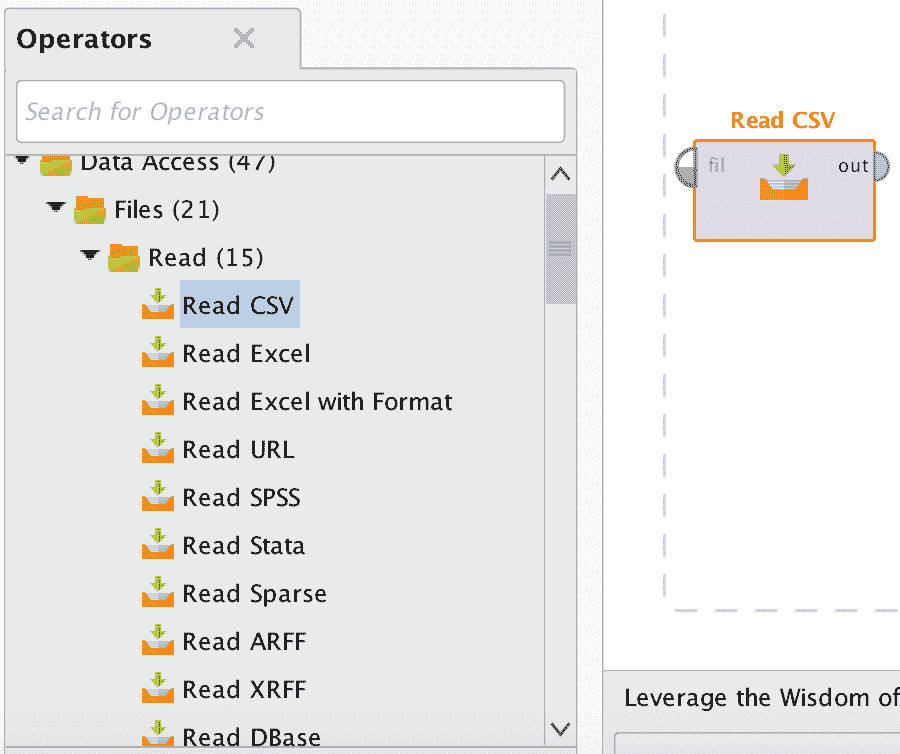 Operators
Search for Operators
Data Access (47)
Files (21)
Read (15)
Read CSV
Read Excel
Read Excel with Format
Read URL
Read SPSS
Read Stata
Read Sparse
Read ARFF
Read XRFF
Read DBase
Read CSV
fil out
Leverage the Wisdom of